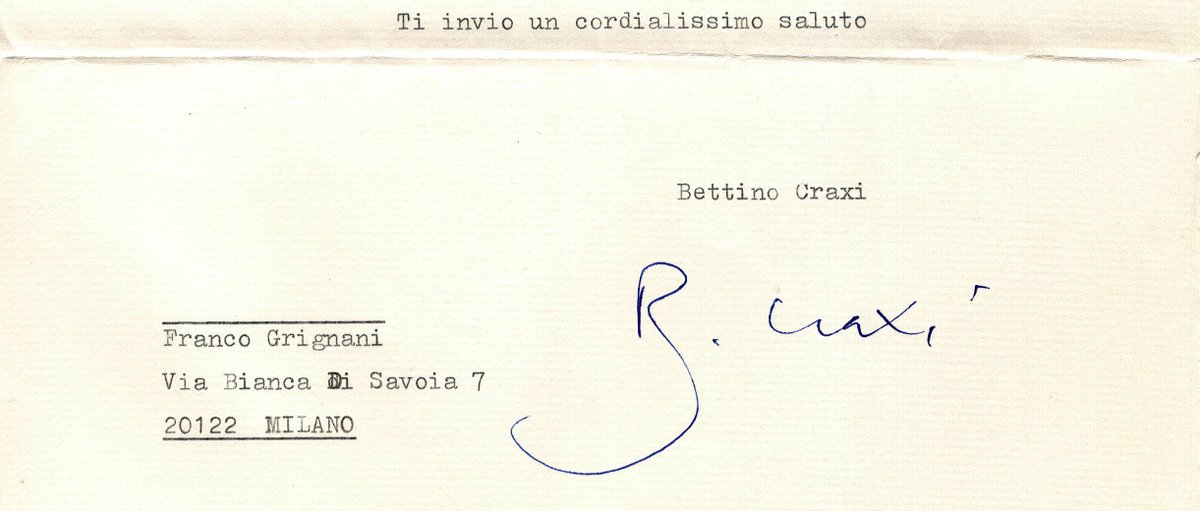 Ti invio un cordialissimo saluto
Bettino Craxi
B. Craxi
Franco Grignani
Via Bianca Di Savoia 7
20122 MILANO